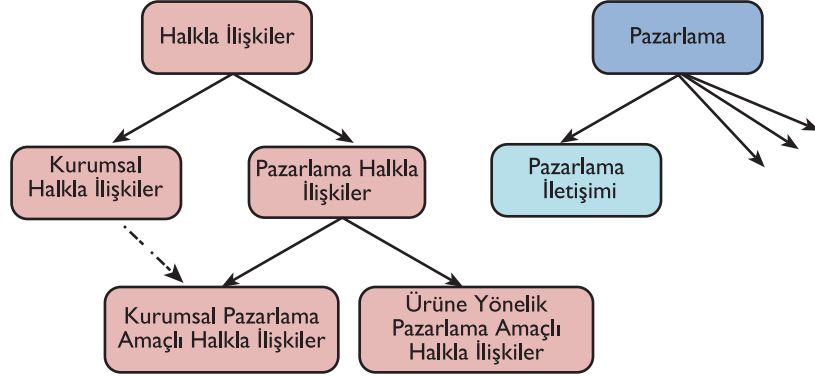 Halkla İlişkiler
Pazarlama
Kurumsal
Halkla İlişkiler
Pazarlama Halkla
İlişkiler
Pazarlama
İletişimi
Kurumsal Pazarlama
Amaçlı Halkla İlişkiler
Ürüne Yönelik
Pazarlama Amaçlı
Halkla İlişkiler